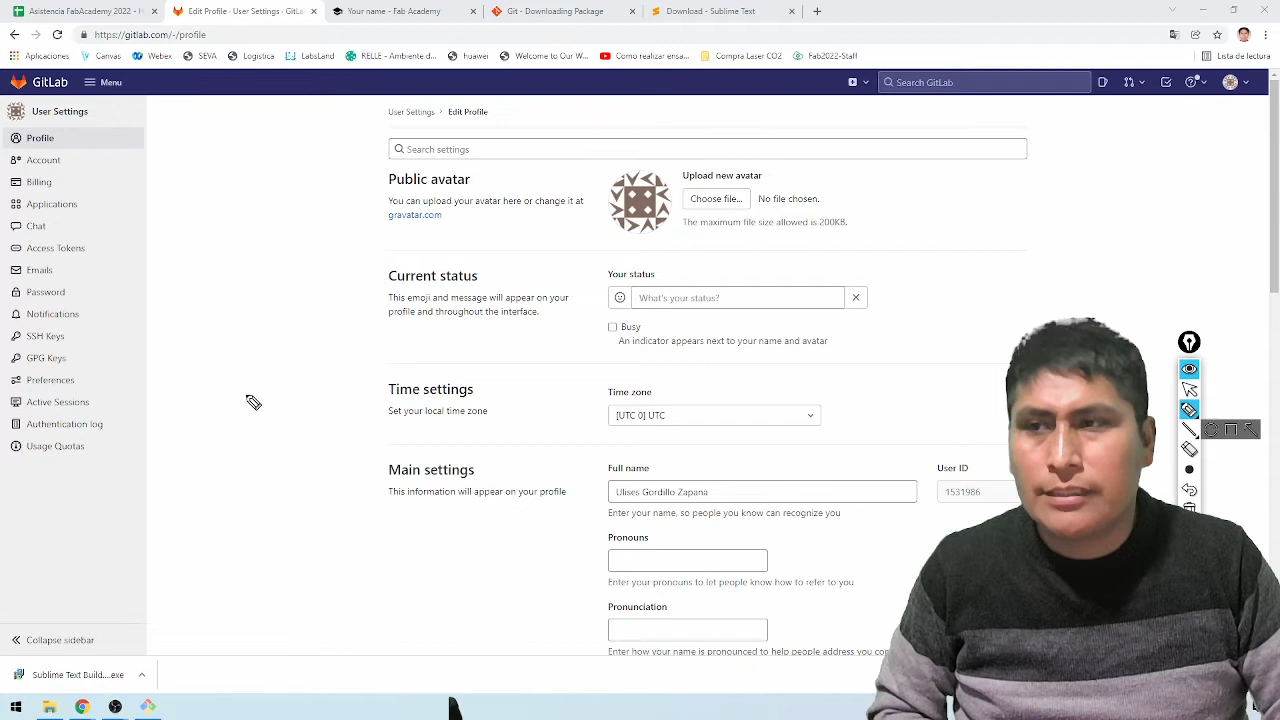 Asistencia FabAcademy 2022 - H
Edit Profile · User Settings · GitLab
Your name - Fab Academy
Git - Downloading Package
Download - Sublime Text
https://gitlab.com/-/profile
Aplicaciones
Canvas
Webex
SEVA
Logistica
LabsLand
RELLE - Ambiente d...
huawei
Welcome to Our W...
Como realizar ensa...
Compra Laser CO2
Fab2022-Staff
Lista de lectura
GitLab
Menu
Search GitLab
User Settings
Profile
Account
Billing
Applications
Chat
Access Tokens
Emails
Password
Notifications
SSH Keys
GPG Keys
Preferences
Active Sessions
Authentication log
Usage Quotas
Collapse sidebar
User Settings > Edit Profile
Search settings
Public avatar
You can upload your avatar here or change it at
gravatar.com
Upload new avatar
Choose file... No file chosen.
The maximum file size allowed is 200KB.
Current status
This emoji and message will appear on your
profile and throughout the interface.
Your status
What's your status?
Busy
An indicator appears next to your name and avatar
Time settings
Set your local time zone
Time zone
[UTC 0] UTC
Main settings
This information will appear on your profile
Full name
Ulises Gordillo Zapana
Enter your name, so people you know can recognize you
User ID
1531986
Pronouns
Enter your pronouns to let people know how to refer to you
Pronunciation
Enter how your name is pronounced to help people address you
Sublime Text Build....exe